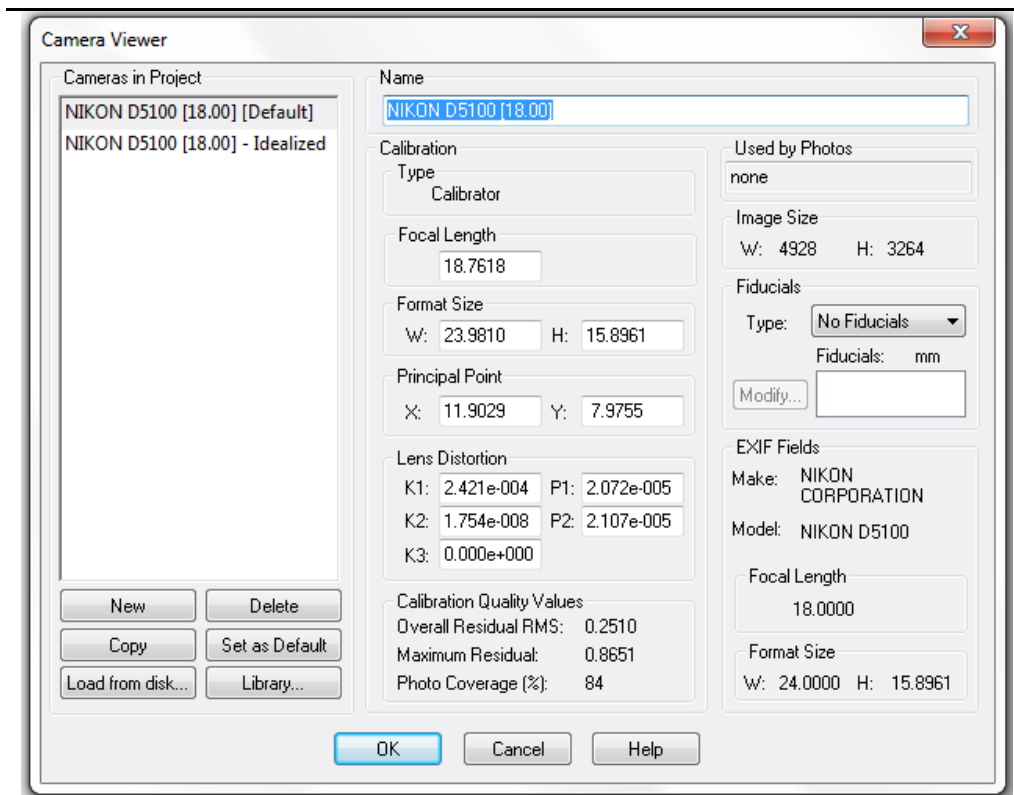 Camera Viewer
Cameras in Project
NIKON D5100 [18.00] [Default]
NIKON D5100 [18.00] - Idealized
New
Delete
Copy
Set as Default
Load from disk...
Library...
Name
NIKON D5100 [18.00]
Calibration
Type
Calibrator
Focal Length
18.7618
Format Size
W: 23.9810 H: 15.8961
Principal Point
X: 11.9029 Y: 7.9755
Lens Distortion
K1: 2.421e-004 P1: 2.072e-005
K2: 1.754e-008 P2: 2.107e-005
K3: 0.000e+000
Calibration Quality Values
Overall Residual RMS: 0.2510
Maximum Residual: 0.8651
Photo Coverage (%): 84
Used by Photos
none
Image Size
W: 4928 H: 3264
Fiducials
Type: No Fiducials
Fiducials: mm
Modify...
EXIF Fields
Make: NIKON
CORPORATION
Model: NIKON D5100
Focal Length
18.0000
Format Size
W: 24.0000 H: 15.8961
OK Cancel Help